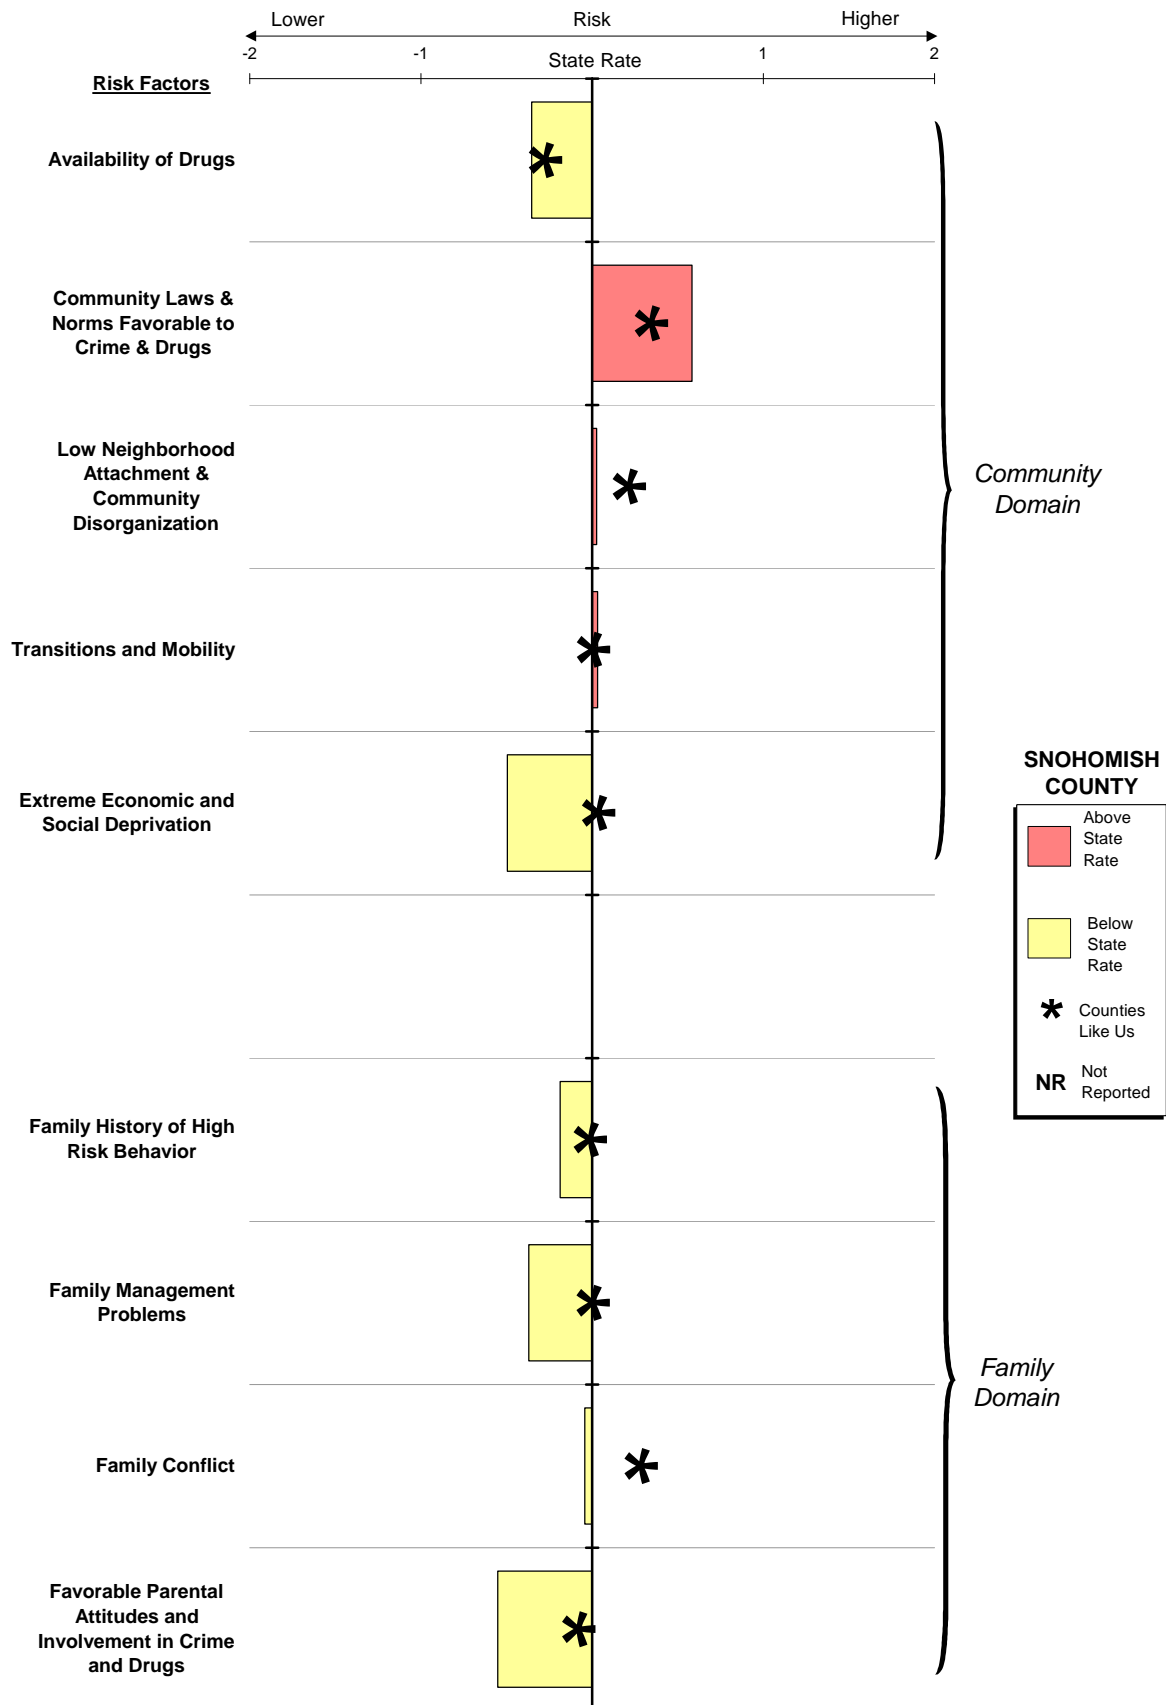 Lower Risk Higher
-2 -1 1 2
State Rate
Risk Factors
Availability of Drugs
Community Laws &
Norms Favorable to
Crime & Drugs
Low Neighborhood
Attachment &
Community
Disorganization
Community
Domain
Transitions and Mobility
Extreme Economic and
Social Deprivation
SNOHOMISH
COUNTY
Above
State
Rate
Below
State
Rate
* Counties
Like Us
NR Not
Reported
Family History of High
Risk Behavior
Family Management
Problems
Family
Domain
Family Conflict
Favorable Parental
Attitudes and
Involvement in Crime
and Drugs